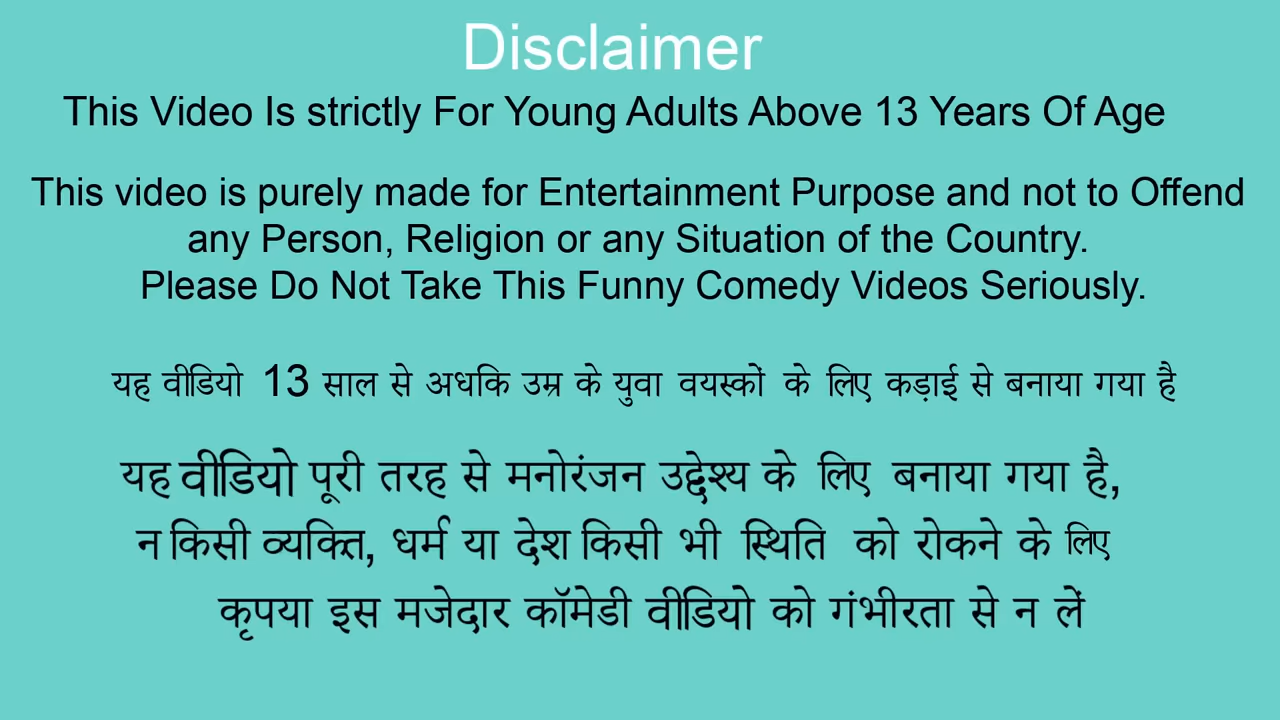 Disclaimer
This Video Is strictly For Young Adults Above 13 Years Of Age
This video is purely made for Entertainment Purpose and not to Offend
any Person, Religion or any Situation of the Country.
Please Do Not Take This Funny Comedy Videos Seriously.
यह वीडियो 13 साल से अधकि उम्र के युवा वयस्कों के लिए कड़ाई से बनाया गया है
यह वीडियो पूरी तरह से मनोरंजन उद्देश्य के लिए बनाया गया है,
न किसी व्यक्ति, धर्म या देश किसी भी स्थिति को रोकने के लिए
कृपया इस मजेदार कॉमेडी वीडियो को गंभीरता से न लें